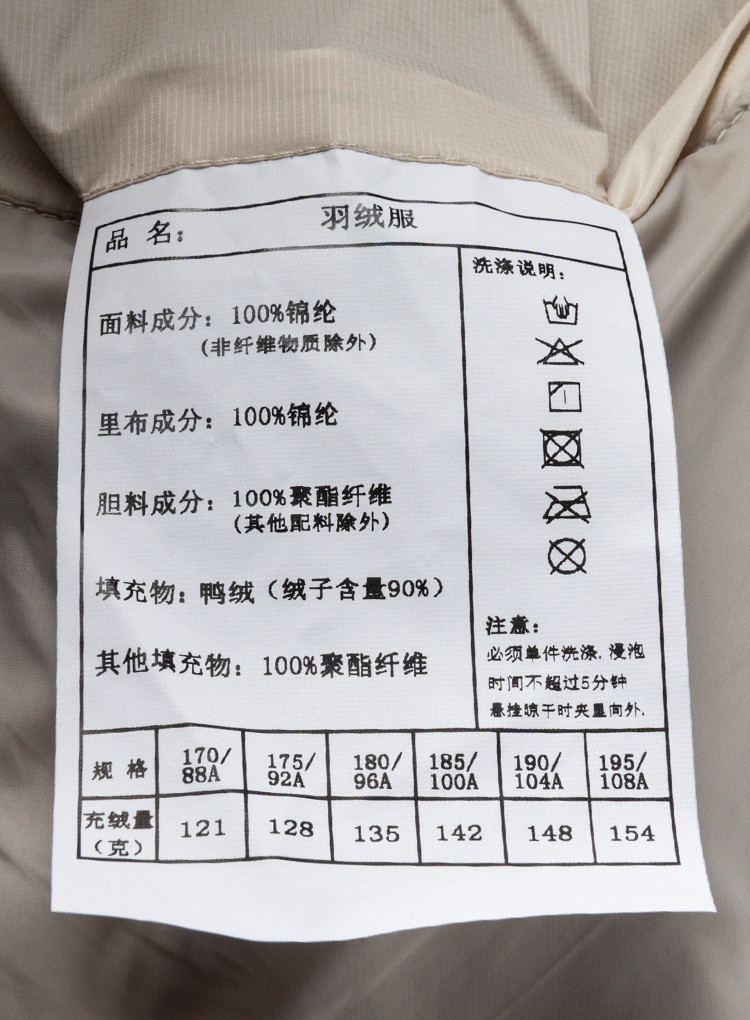 品 名: 羽绒服
面料成分: 100%锦纶
(非纤维物质除外)
里布成分: 100%锦纶
胆料成分: 100%聚酯纤维
(其他配料除外)
填充物: 鸭绒(绒子含量90%)
其他填充物: 100%聚酯纤维
洗涤说明:
注意:
必须单件洗涤.浸泡
时间不超过5分钟
悬挂晾干时夹里向外.
规 格 170/88A 175/92A 180/96A 185/100A 190/104A 195/108A
充绒量(克) 121 128 135 142 148 154